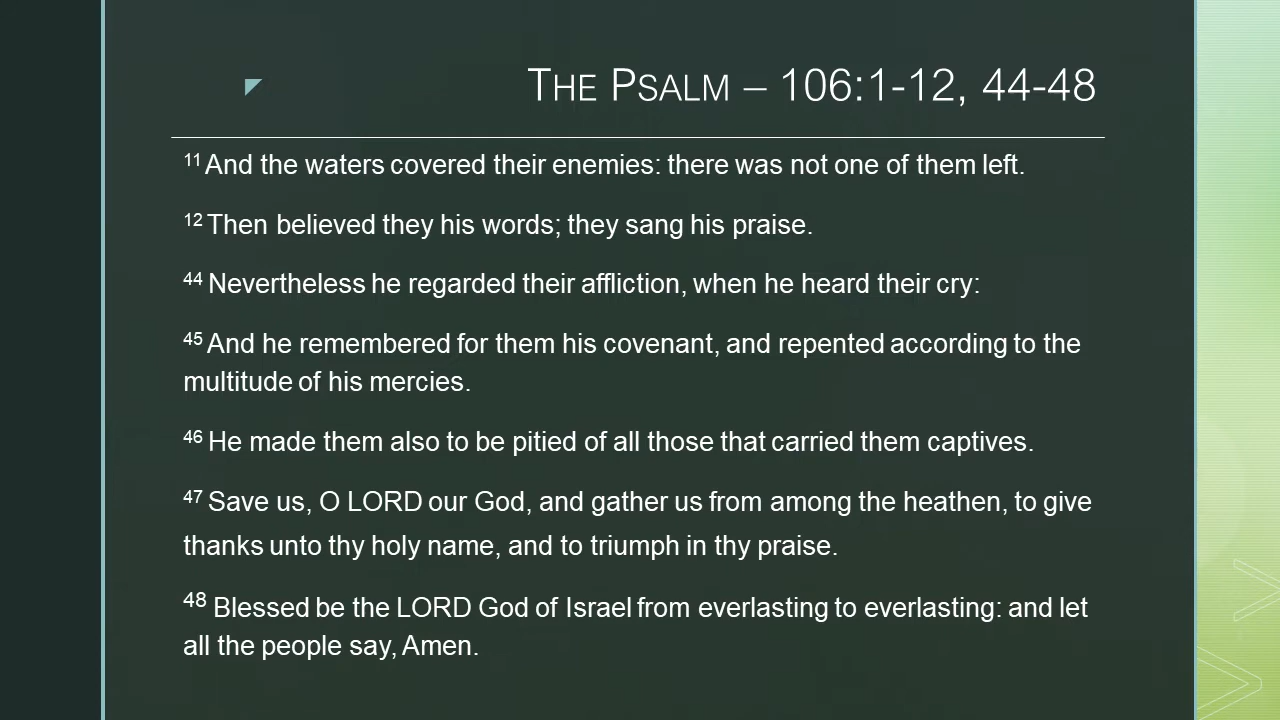 The Psalm – 106:1-12, 44-48
11 And the waters covered their enemies: there was not one of them left.
12 Then believed they his words; they sang his praise.
44 Nevertheless he regarded their affliction, when he heard their cry:
45 And he remembered for them his covenant, and repented according to the
multitude of his mercies.
46 He made them also to be pitied of all those that carried them captives.
47 Save us, O LORD our God, and gather us from among the heathen, to give
thanks unto thy holy name, and to triumph in thy praise.
48 Blessed be the LORD God of Israel from everlasting to everlasting: and let
all the people say, Amen.